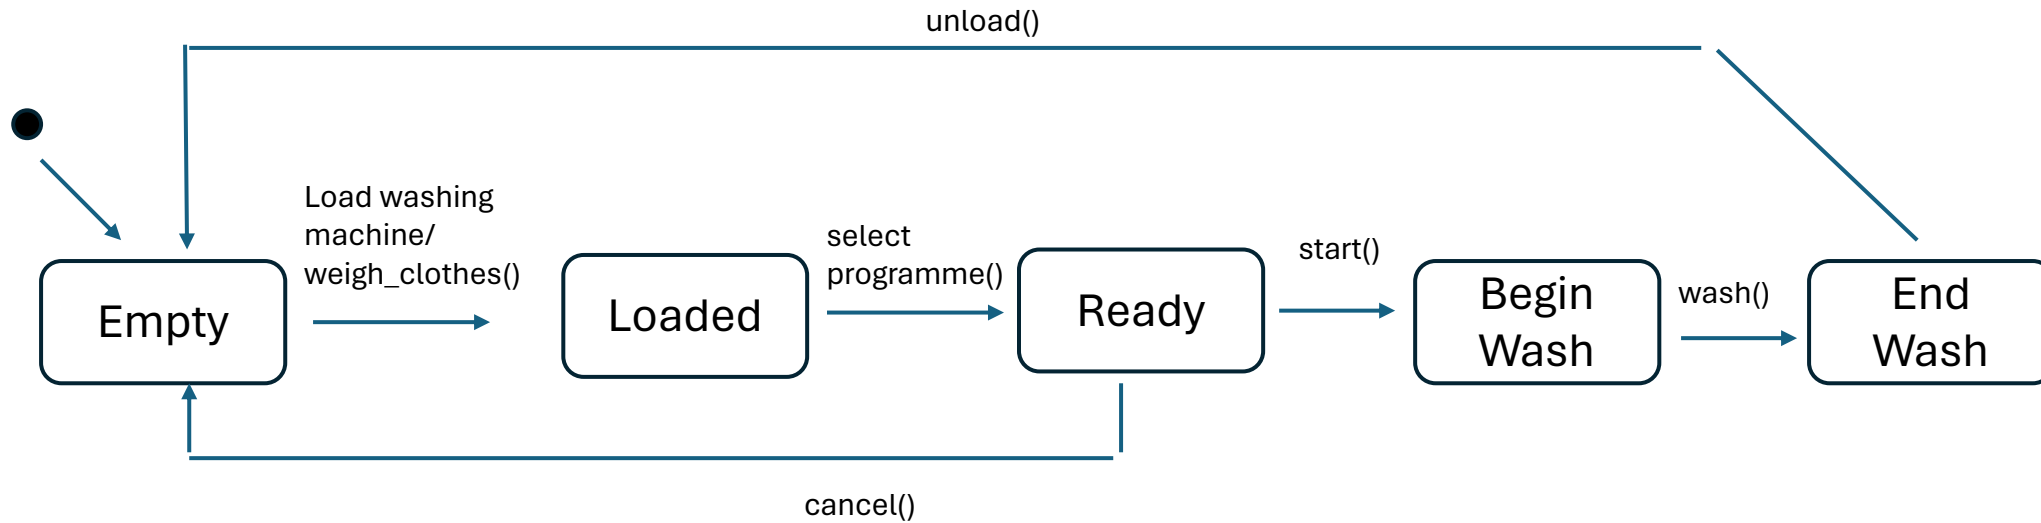 unload()
Load washing
machine/
weigh_clothes()
select
programme()
start()
wash()
Empty
Loaded
Ready
Begin
Wash
End
Wash
cancel()